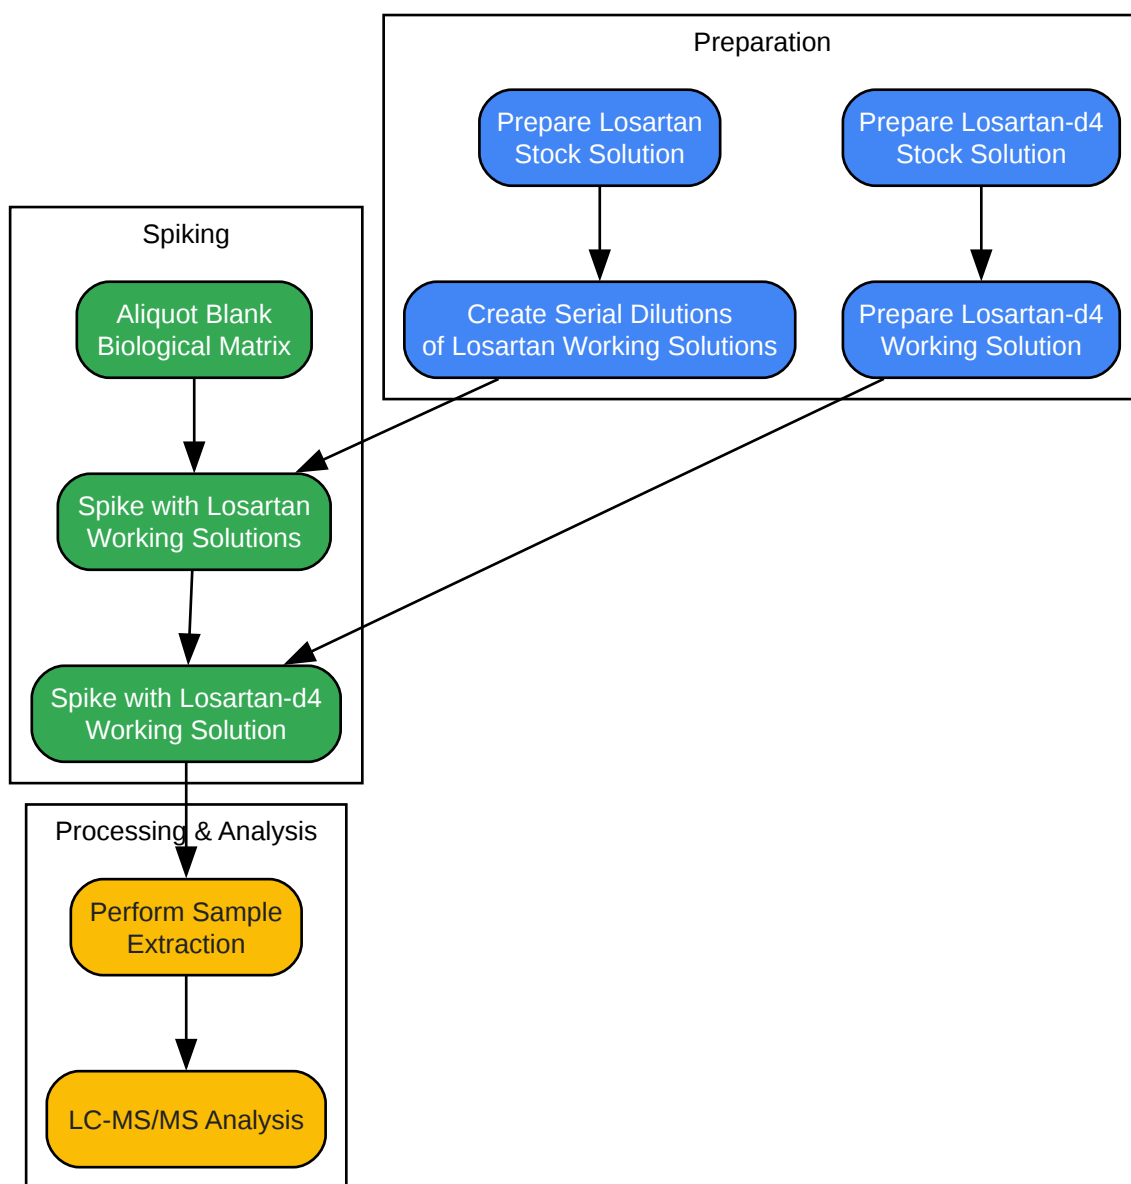 Preparation
Prepare Losartan
Stock Solution
Prepare Losartan-d4
Stock Solution
Create Serial Dilutions
of Losartan Working Solutions
Prepare Losartan-d4
Working Solution
Spiking
Aliquot Blank
Biological Matrix
Spike with Losartan
Working Solutions
Spike with Losartan-d4
Working Solution
Processing & Analysis
Perform Sample
Extraction
LC-MS/MS Analysis